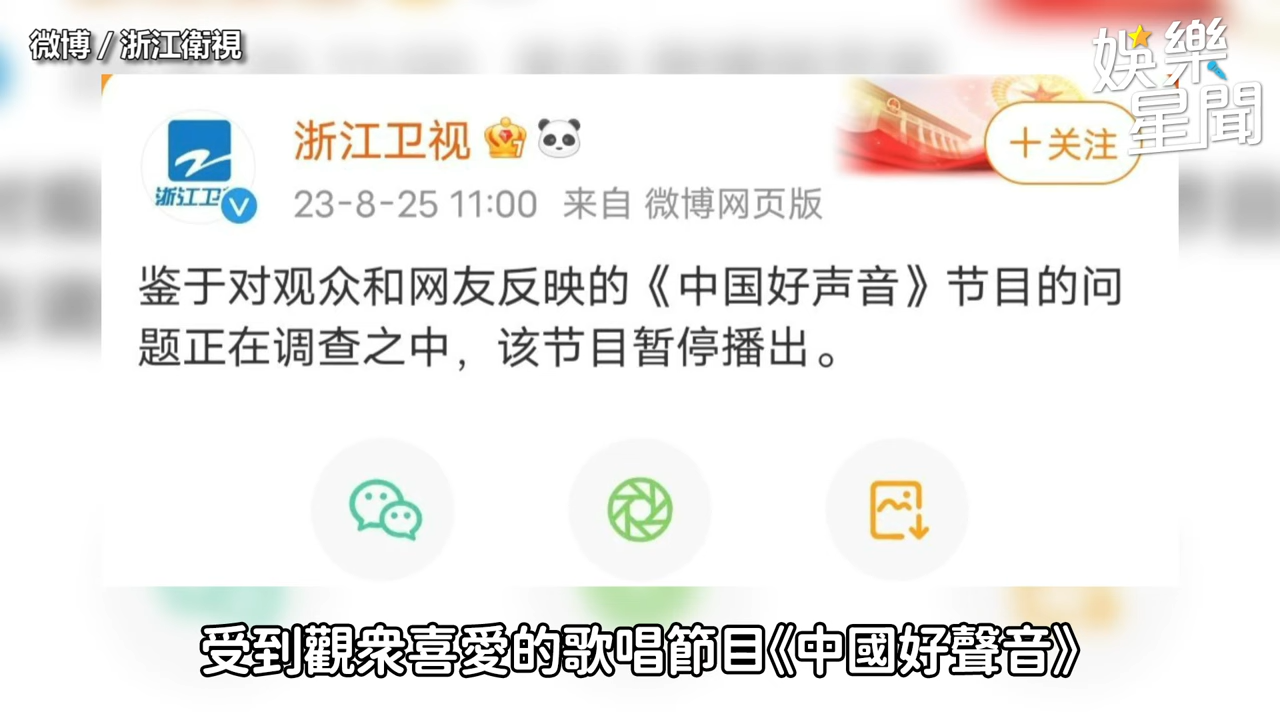 微博 / 浙江衛視
娛樂
星聞
浙江卫视
浙江卫
23-8-25 11:00 来自 微博网页版
+关注
鉴于对观众和网友反映的《中国好声音》节目的问
题正在调查之中，该节目暂停播出。
受到觀眾喜愛的歌唱節目《中國好聲音》